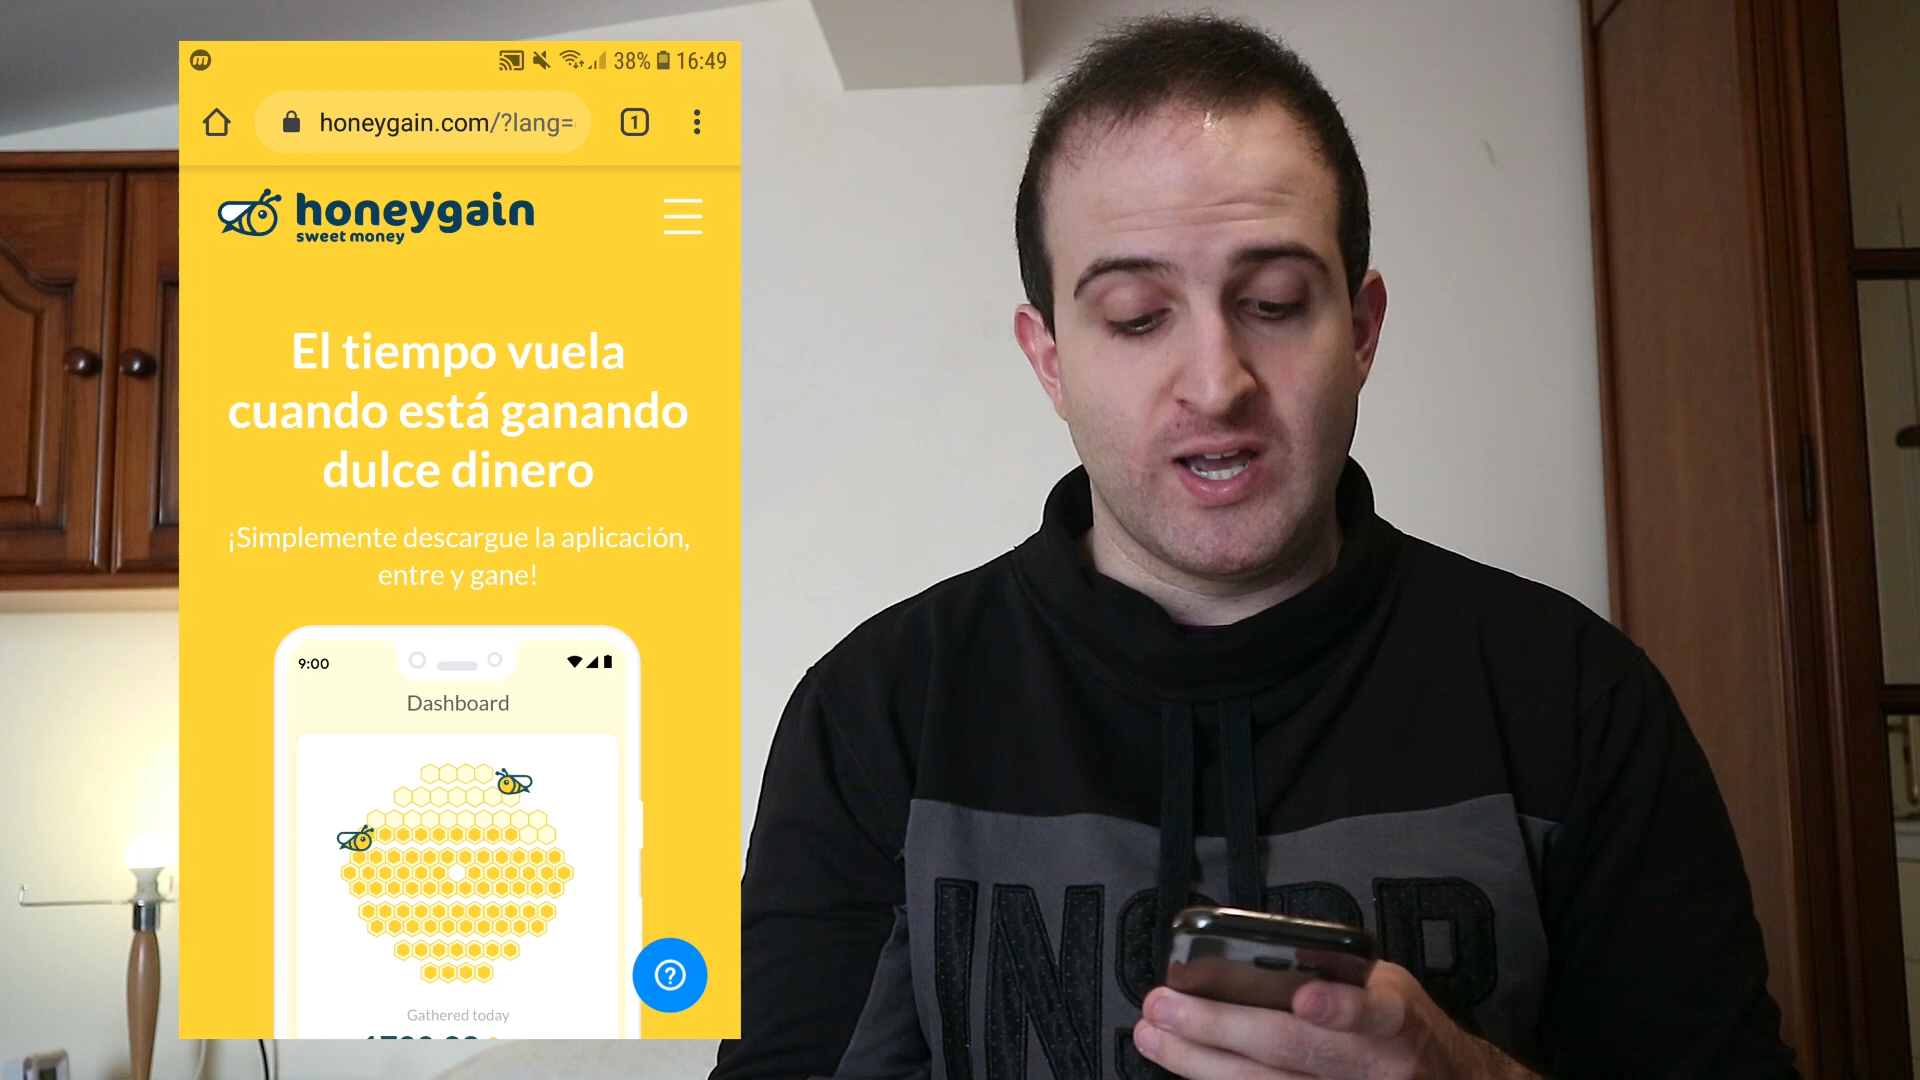 38% 16:49
honeygain.com/?lang=
1
honeygain
sweet money
El tiempo vuela
cuando está ganando
dulce dinero
¡Simplemente descargue la aplicación,
entre y gane!
9:00
Dashboard
Gathered today